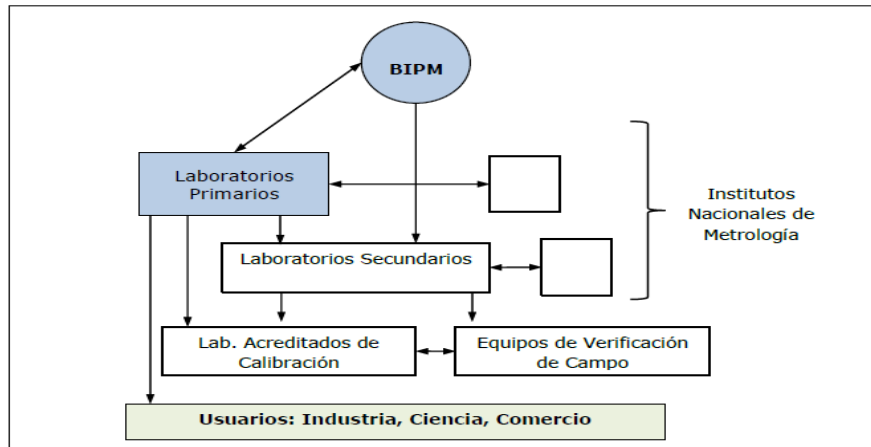 BIPM
Laboratorios
Primarios
Institutos
Nacionales de
Metrología
Laboratorios Secundarios
Lab. Acreditados de
Calibración
Equipos de Verificación
de Campo
Usuarios: Industria, Ciencia, Comercio